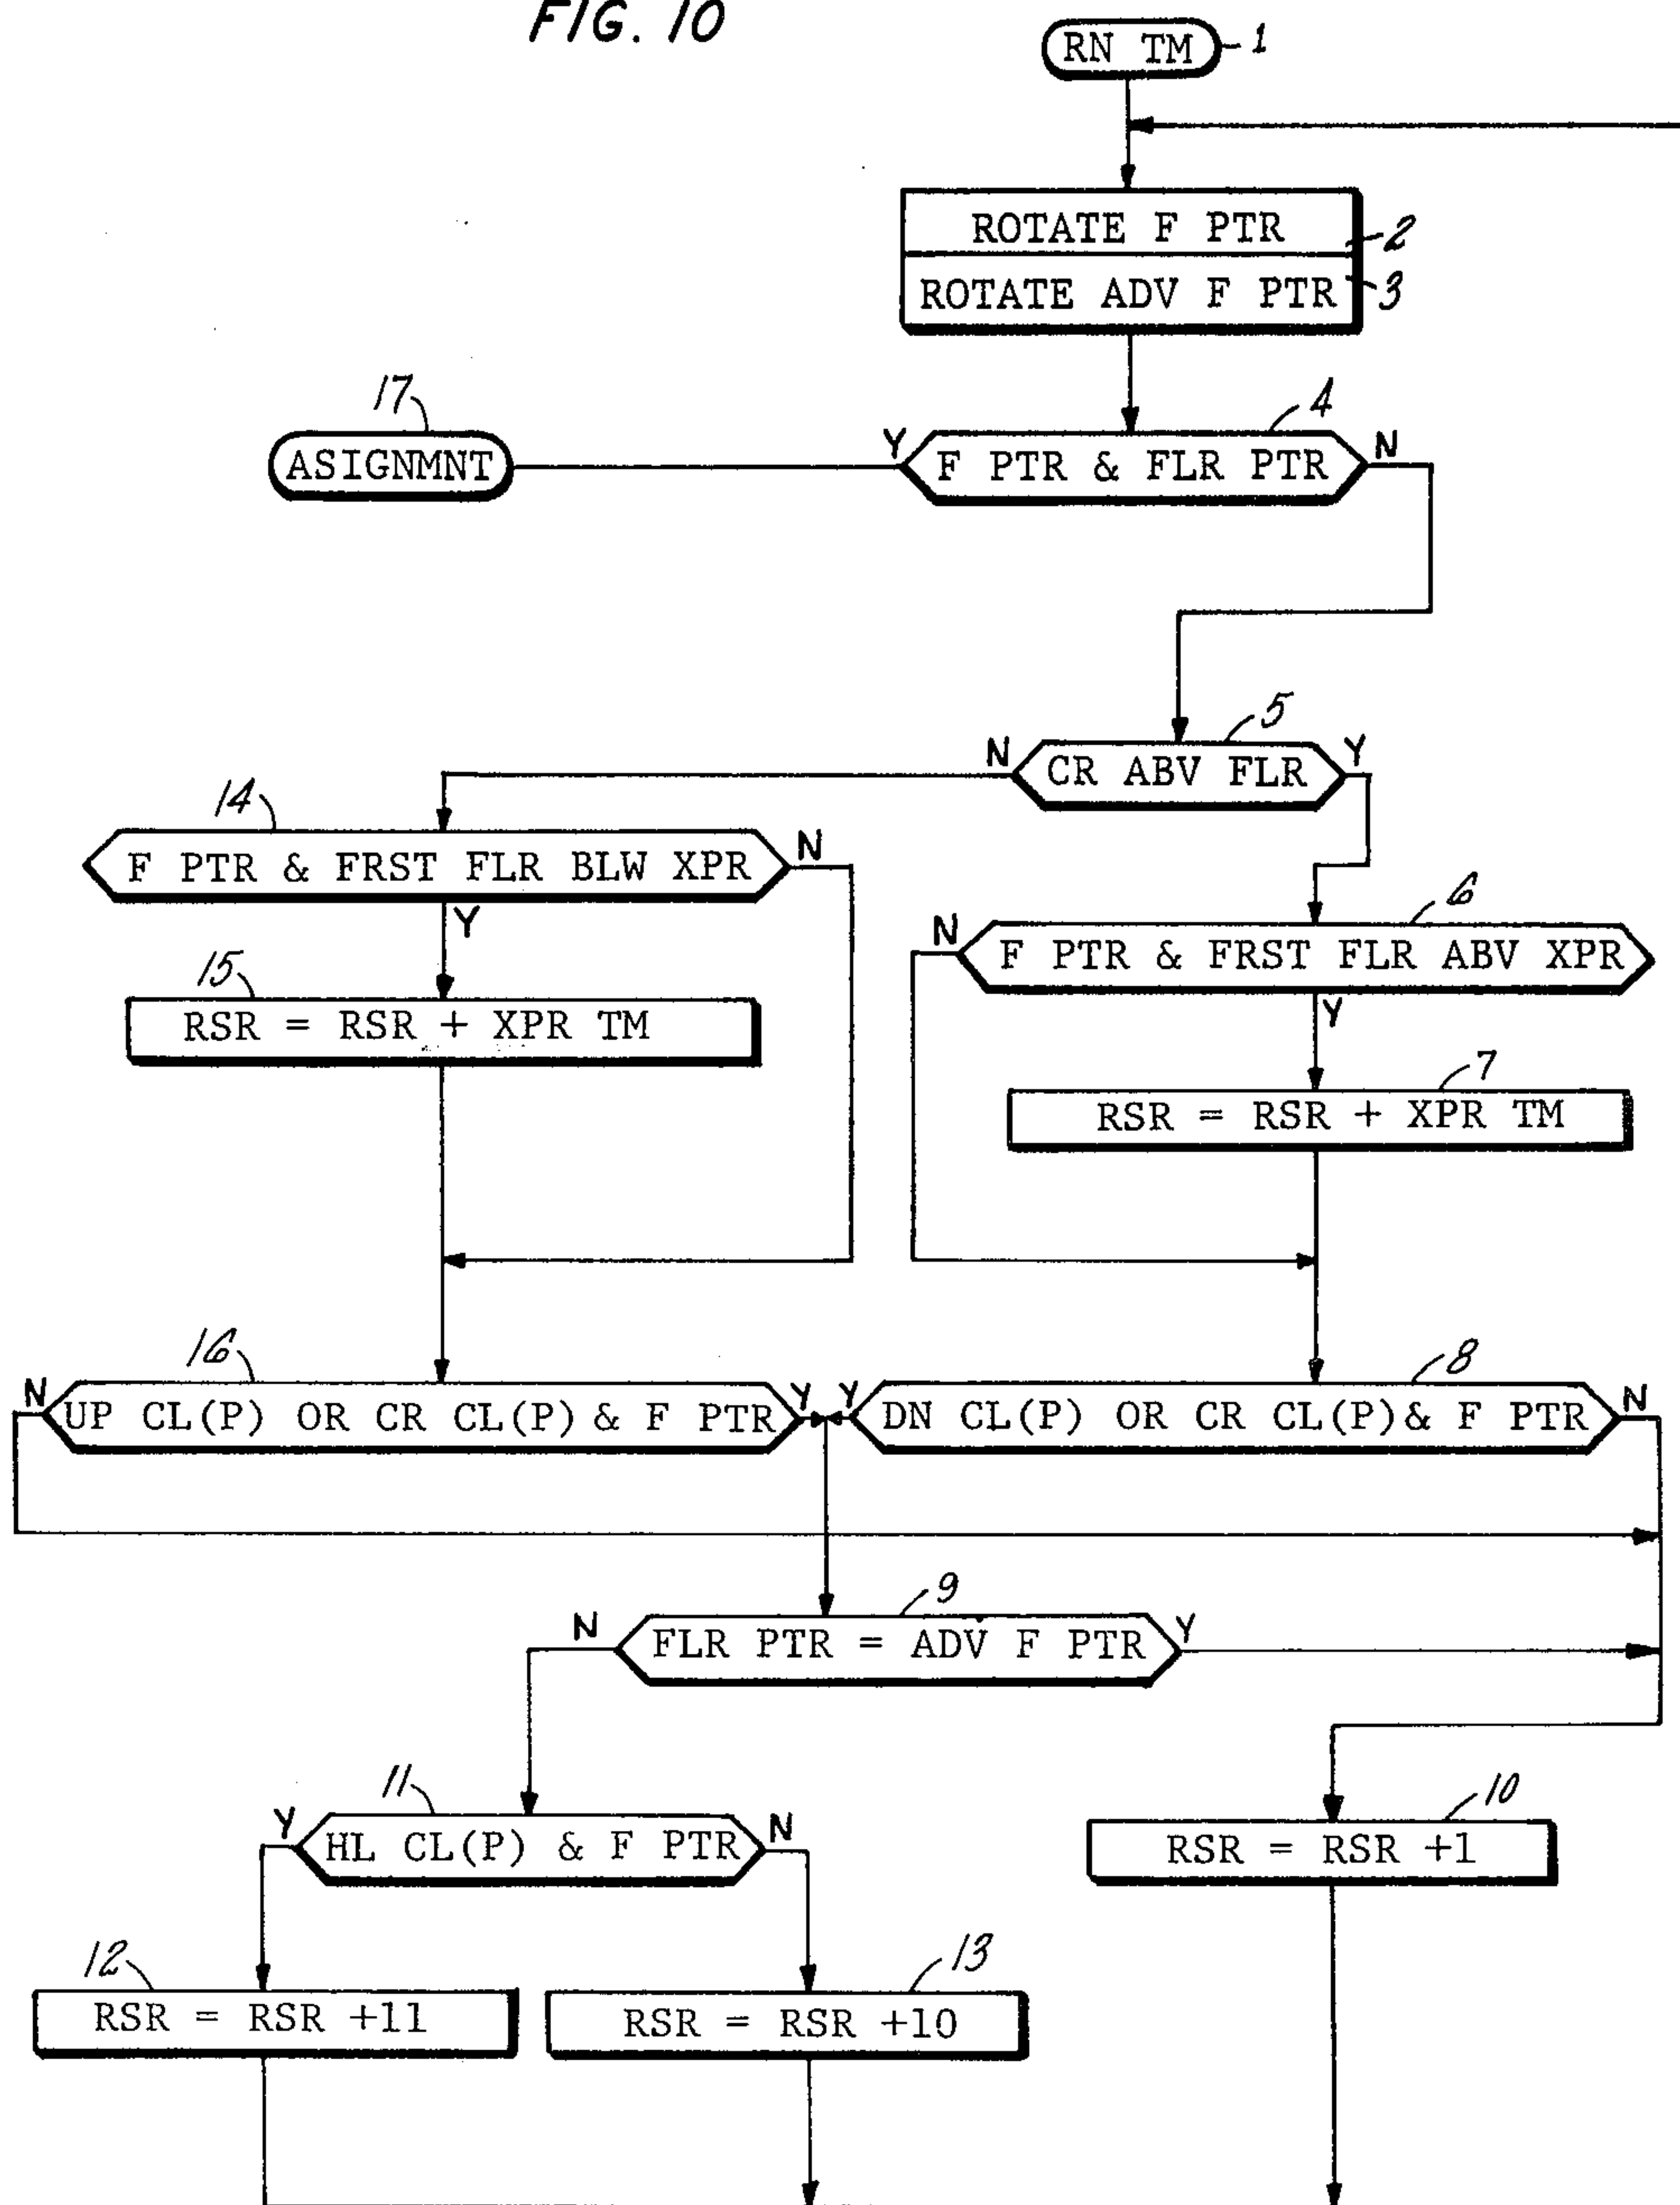 FIG. 10
RN TM
1
ROTATE F PTR
2
ROTATE ADV F PTR
3
17
ASIGNMNT
4
Y
F PTR & FLR PTR
N
5
N
CR ABV FLR
Y
14
F PTR & FRST FLR BLW XPR
N
Y
6
N
F PTR & FRST FLR ABV XPR
Y
15
RSR = RSR + XPR TM
7
RSR = RSR + XPR TM
16
N
UP CL(P) OR CR CL(P) & F PTR
Y
8
Y
DN CL(P) OR CR CL(P) & F PTR
N
9
N
FLR PTR = ADV F PTR
Y
11
Y
HL CL(P) & F PTR
N
10
RSR = RSR +1
12
RSR = RSR +11
13
RSR = RSR +10